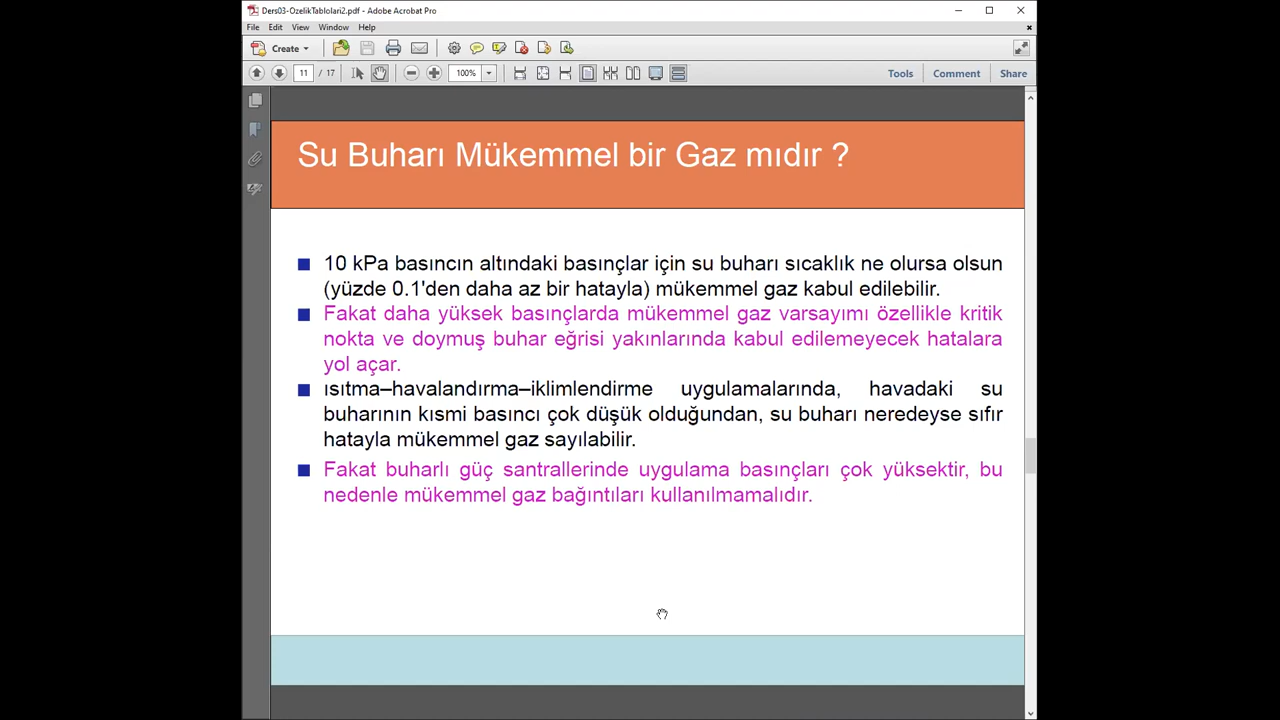 Ders03-OzelikTablolari2.pdf - Adobe Acrobat Pro
File Edit View Window Help
Create
11 / 17 100% Tools Comment Share
Su Buharı Mükemmel bir Gaz mıdır ?
10 kPa basıncın altındaki basınçlar için su buharı sıcaklık ne olursa olsun
(yüzde 0.1'den daha az bir hatayla) mükemmel gaz kabul edilebilir.
Fakat daha yüksek basınçlarda mükemmel gaz varsayımı özellikle kritik
nokta ve doymuş buhar eğrisi yakınlarında kabul edilemeyecek hatalara
yol açar.
ısıtma–havalandırma–iklimlendirme uygulamalarında, havadaki su
buharının kısmi basıncı çok düşük olduğundan, su buharı neredeyse sıfır
hatayla mükemmel gaz sayılabilir.
Fakat buharlı güç santrallerinde uygulama basınçları çok yüksektir, bu
nedenle mükemmel gaz bağıntıları kullanılmamalıdır.